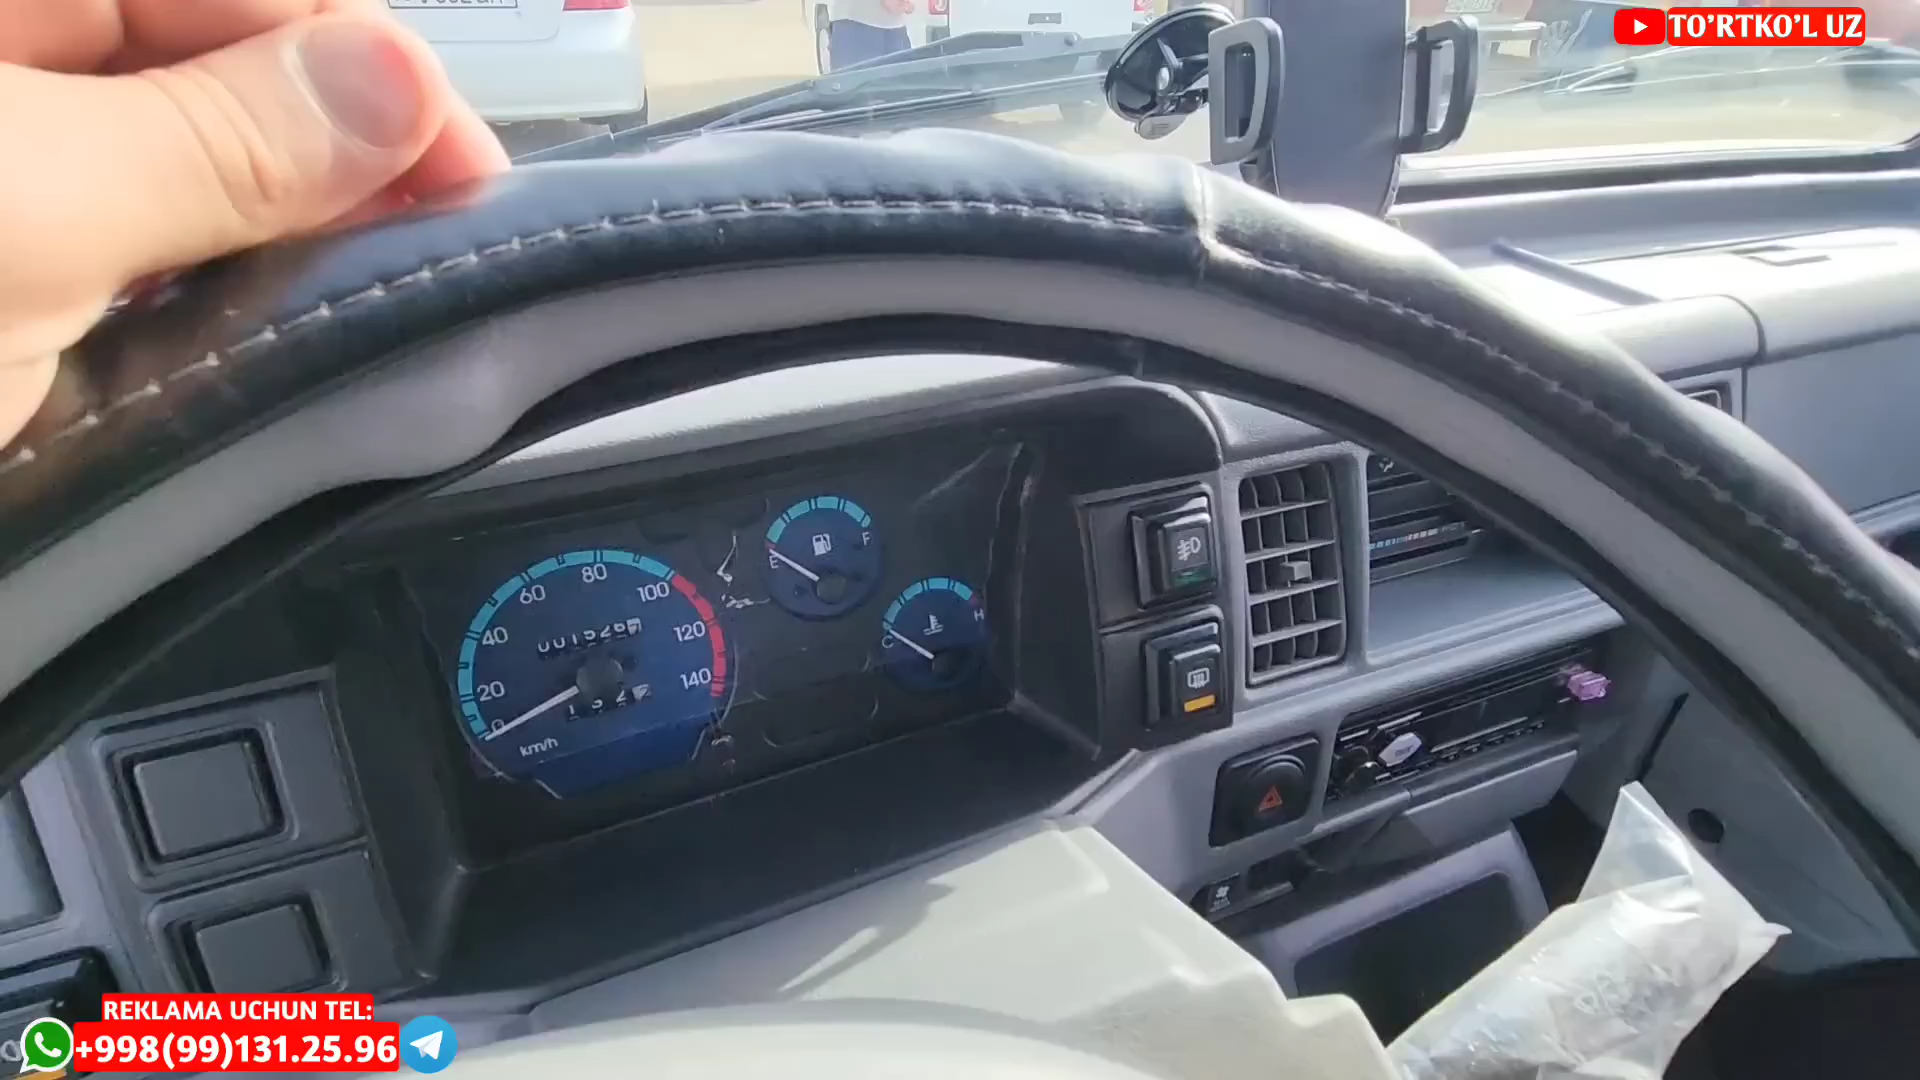 TO’RTKO’L UZ
80
60
100
40
120
20
140
0
km/h
E
F
C
H
REKLAMA UCHUN TEL:
+998(99)131.25.96